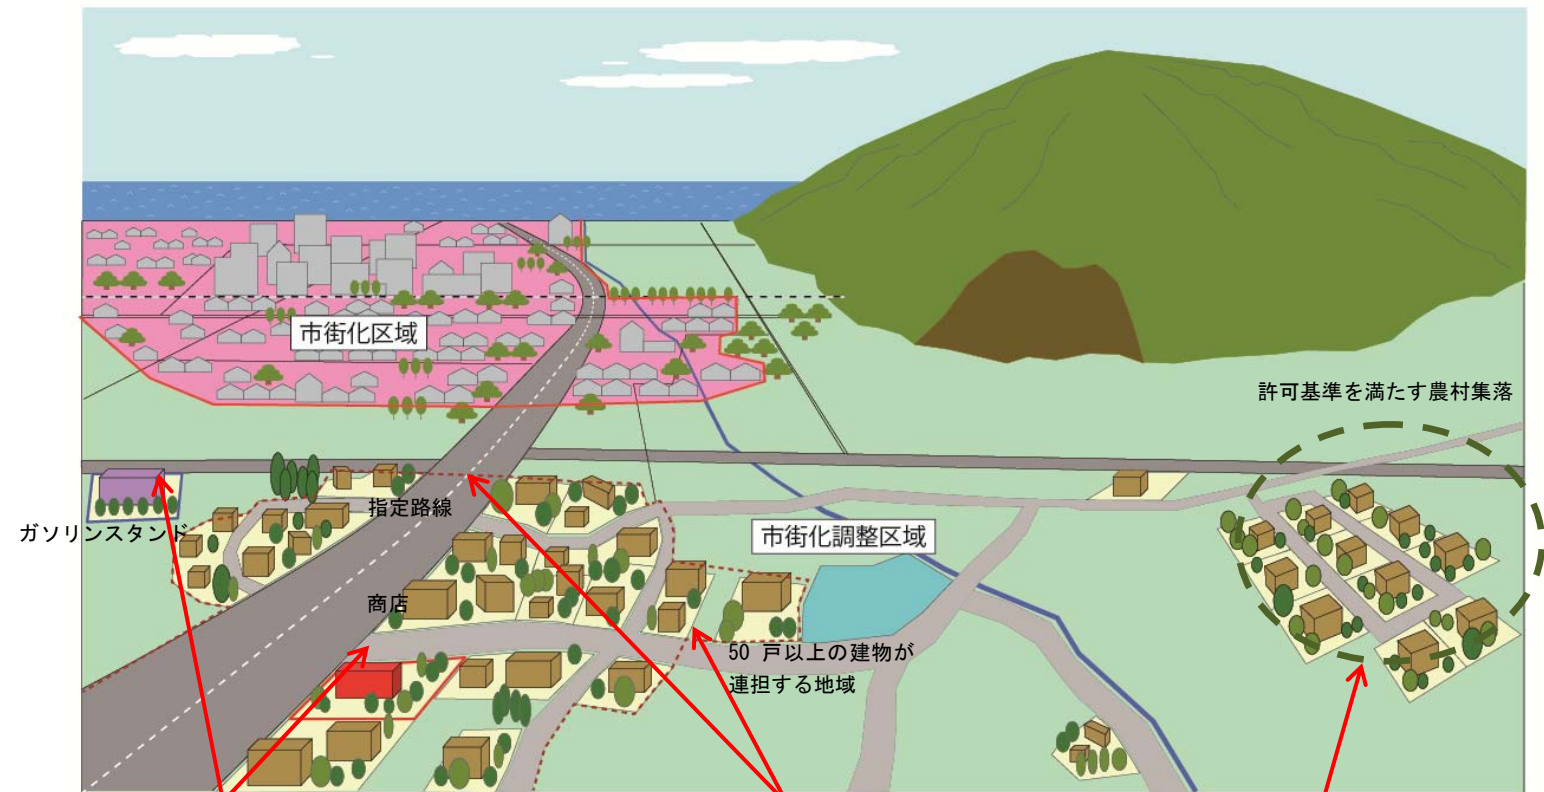 市街化区域
許可基準を満たす農村集落
指定路線
ガソリンスタンド
市街化調整区域
商店
50 戸以上の建物が
連担する地域